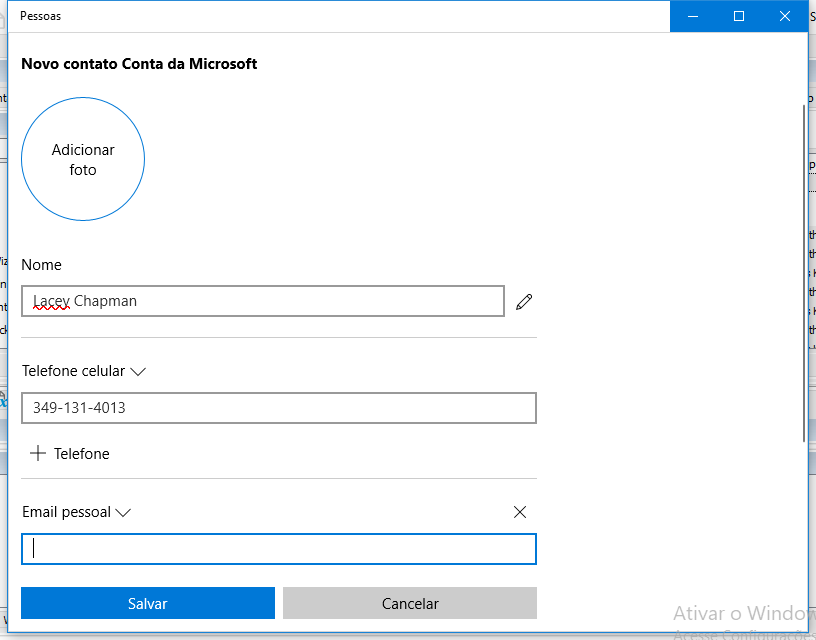 Pessoas
Novo contato Conta da Microsoft
Adicionar
foto
Nome
Lacey Chapman
Telefone celular
349-131-4013
Telefone
Email pessoal
Salvar
Cancelar
Ativar o Window
Acesse Configurações